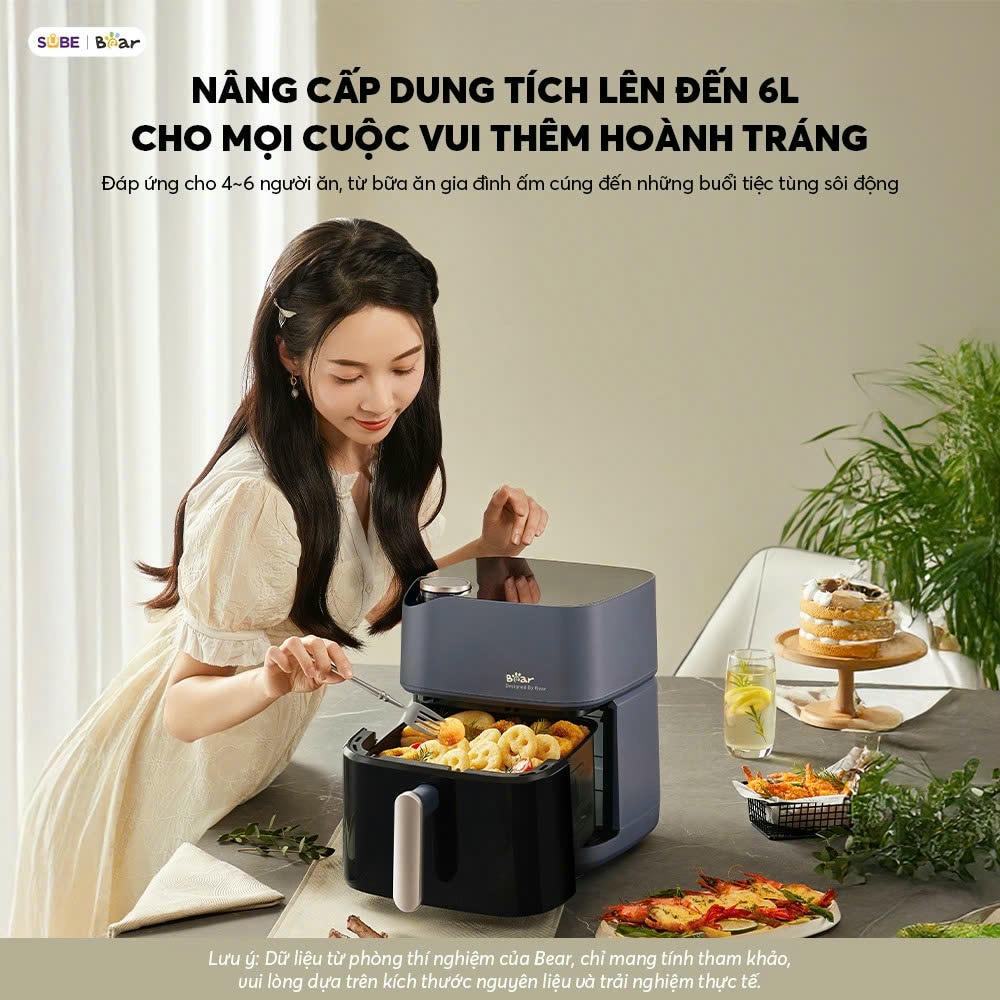 SUBE | Bear
NÂNG CẤP DUNG TÍCH LÊN ĐẾN 6L
CHO MỌI CUỘC VUI THÊM HOÀNH TRÁNG
Đáp ứng cho 4~6 người ăn, từ bữa ăn gia đình ấm cúng đến những buổi tiệc tùng sôi động
Bear
Designed By Bear
Lưu ý: Dữ liệu từ phòng thí nghiệm của Bear, chỉ mang tính tham khảo,
vui lòng dựa trên kích thước nguyên liệu và trải nghiệm thực tế.